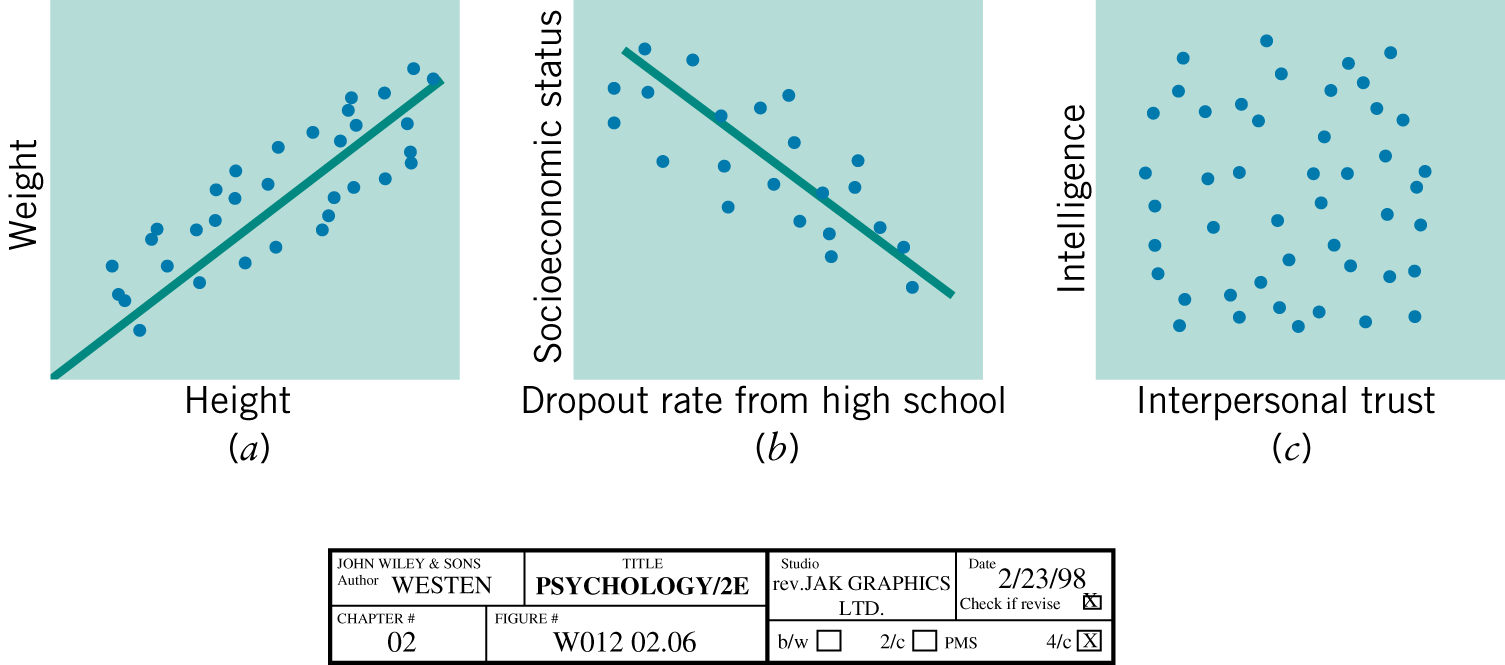 Weight
Height
(a)
Socioeconomic status
Dropout rate from high school
(b)
Intelligence
Interpersonal trust
(c)
JOHN WILEY & SONS
Author WESTEN
TITLE
PSYCHOLOGY/2E
Studio
rev.JAK GRAPHICS
LTD.
Date 2/23/98
Check if revise X
CHAPTER #
02
FIGURE #
W012 02.06
b/w 2/c PMS 4/c X